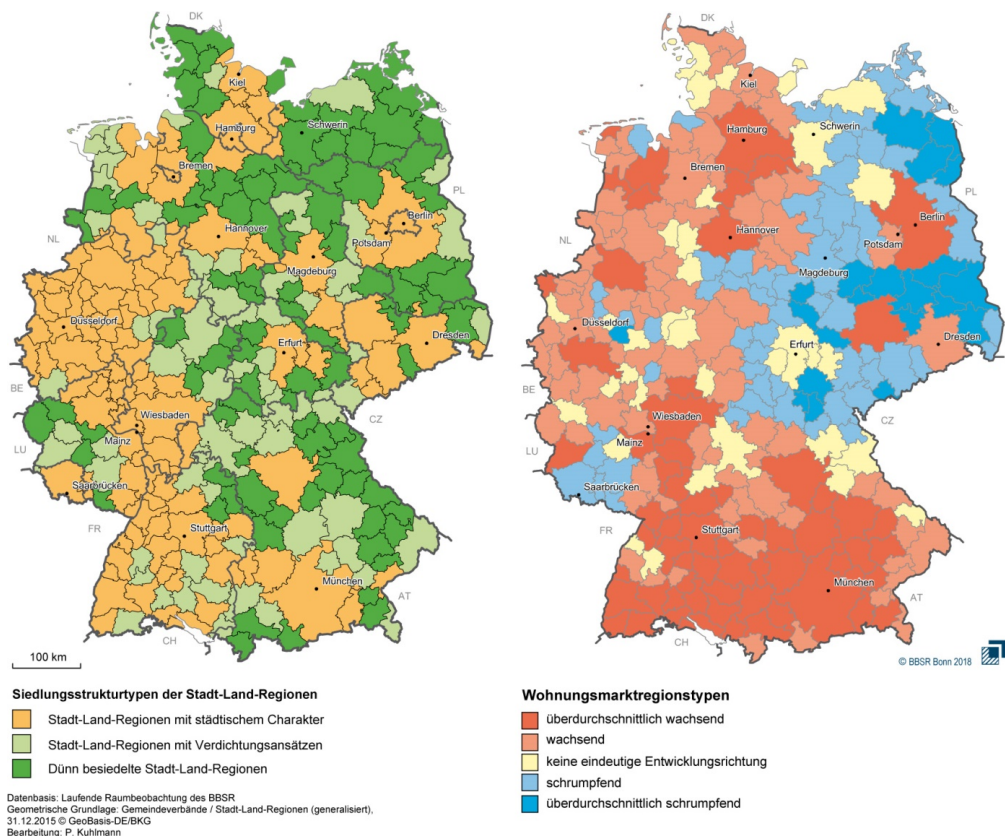 DK
Kiel
Hamburg
Schwerin
Bremen
PL
Berlin
NL
Hannover
Potsdam
Magdeburg
Düsseldorf
Erfurt
Dresden
BE
Wiesbaden
CZ
Mainz
LU
Saarbrücken
FR
Stuttgart
München
AT
CH
100 km
DK
Kiel
Hamburg
Schwerin
Bremen
PL
Berlin
NL
Hannover
Potsdam
Magdeburg
Düsseldorf
Erfurt
Dresden
BE
Wiesbaden
CZ
Mainz
LU
Saarbrücken
FR
Stuttgart
München
AT
CH
© BBSR Bonn 2018
Siedlungsstrukturtypen der Stadt-Land-Regionen
Stadt-Land-Regionen mit städtischem Charakter
Stadt-Land-Regionen mit Verdichtungsansätzen
Dünn besiedelte Stadt-Land-Regionen
Wohnungsmarktregionstypen
überdurchschnittlich wachsend
wachsend
keine eindeutige Entwicklungsrichtung
schrumpfend
überdurchschnittlich schrumpfend
Datenbasis: Laufende Raumbeobachtung des BBSR
Geometrische Grundlage: Gemeindeverbände / Stadt-Land-Regionen (generalisiert),
31.12.2015 © GeoBasis-DE/BKG
Bearbeitung: P. Kuhlmann